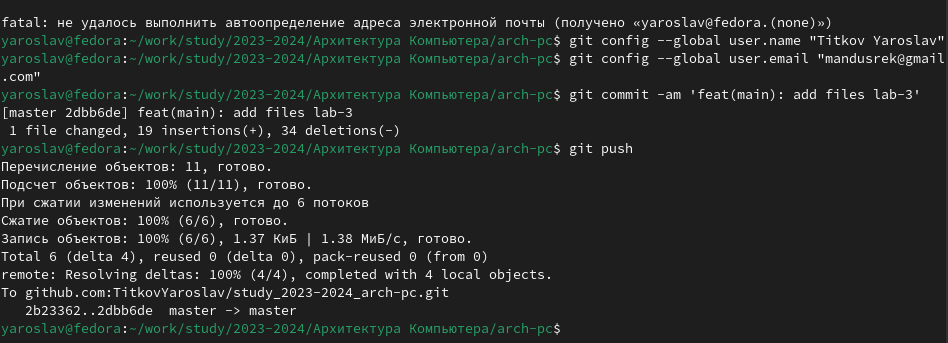 fatal: не удалось выполнить автоопределение адреса электронной почты (получено «yaroslav@fedora.(none)»)
yaroslav@fedora:~/work/study/2023-2024/Архитектура Компьютера/arch-pc$ git config --global user.name "Titkov Yaroslav"
yaroslav@fedora:~/work/study/2023-2024/Архитектура Компьютера/arch-pc$ git config --global user.email "mandusrek@gmail
.com"
yaroslav@fedora:~/work/study/2023-2024/Архитектура Компьютера/arch-pc$ git commit -am 'feat(main): add files lab-3'
[master 2dbb6de] feat(main): add files lab-3
 1 file changed, 19 insertions(+), 34 deletions(-)
yaroslav@fedora:~/work/study/2023-2024/Архитектура Компьютера/arch-pc$ git push
Перечисление объектов: 11, готово.
Подсчет объектов: 100% (11/11), готово.
При сжатии изменений используется до 6 потоков
Сжатие объектов: 100% (6/6), готово.
Запись объектов: 100% (6/6), 1.37 КиБ | 1.38 МиБ/с, готово.
Total 6 (delta 4), reused 0 (delta 0), pack-reused 0 (from 0)
remote: Resolving deltas: 100% (4/4), completed with 4 local objects.
To github.com:TitkovYaroslav/study_2023-2024_arch-pc.git
   2b23362..2dbb6de  master -> master
yaroslav@fedora:~/work/study/2023-2024/Архитектура Компьютера/arch-pc$